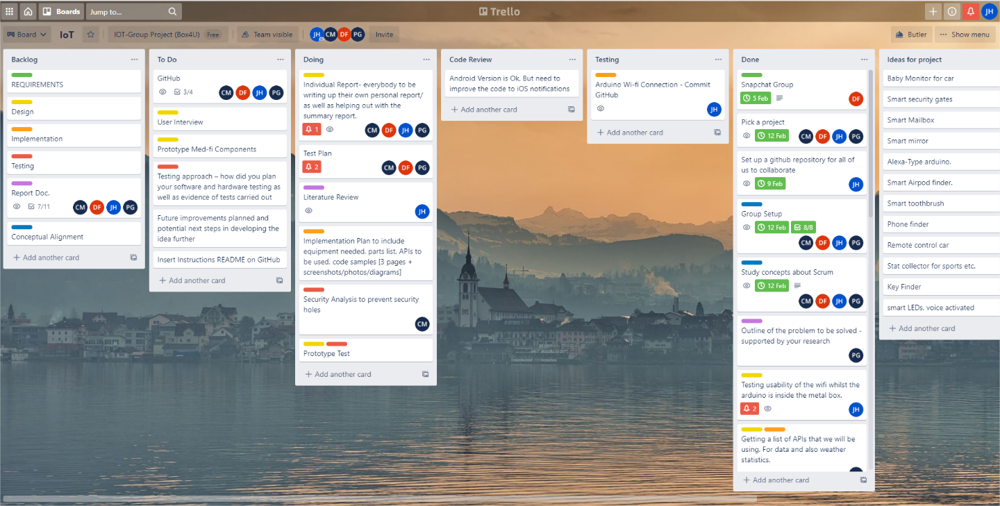 Boards
Jump to...
Trello
JH
Board
IoT
IOT-Group Project (Box4U) Free
Team visible
JH CM DF PG
Invite
Butler
... Show menu
Backlog
REQUIREMENTS
Design
Implementation
Testing
Report Doc.
7/11
CM DF JH PG
Conceptual Alignment
+ Add another card
To Do
GitHub
3/4
CM DF JH PG
User Interview
Prototype Med-fi Components
Testing approach – how did you plan
your software and hardware testing as
well as evidence of tests carried out
Future improvements planned and
potential next steps in developing the
idea further
Insert Instructions README on GitHub
+ Add another card
Doing
Individual Report- everybody to be
writing up their own personal report/
as well as helping out with the
summary report.
1
CM DF JH PG
Test Plan
2
CM DF PG
Literature Review
JH
Implementation Plan to include
equipment needed, parts list, APIs to
be used, code samples [3 pages +
screenshots/photos/diagrams]
Security Analysis to prevent security
holes
CM
Prototype Test
+ Add another card
Code Review
Android Version is Ok. But need to
improve the code to iOS notifications
+ Add another card
Testing
Arduino Wi-fi Connection - Commit
GitHub
JH
+ Add another card
Done
Snapchat Group
5 Feb
DF
Pick a project
12 Feb
CM DF JH PG
Set up a github repository for all of
us to collaborate
9 Feb
JH
Group Setup
12 Feb 8/8
CM DF JH PG
Study concepts about Scrum
12 Feb
CM DF JH PG
Outline of the problem to be solved -
supported by your research
PG
Testing usability of the wifi whilst the
arduino is inside the metal box.
2
JH
Getting a list of APIs that we will be
using. For data and also weather
statistics.
+ Add another card
Ideas for project
Baby Monitor for car
Smart security gates
Smart Mailbox
Smart mirror
Alexa-Type arduino.
Smart Airpod finder.
Smart toothbrush
Phone finder
Remote control car
Stat collector for sports etc.
Key Finder
smart LEDs, voice activated
+ Add another card